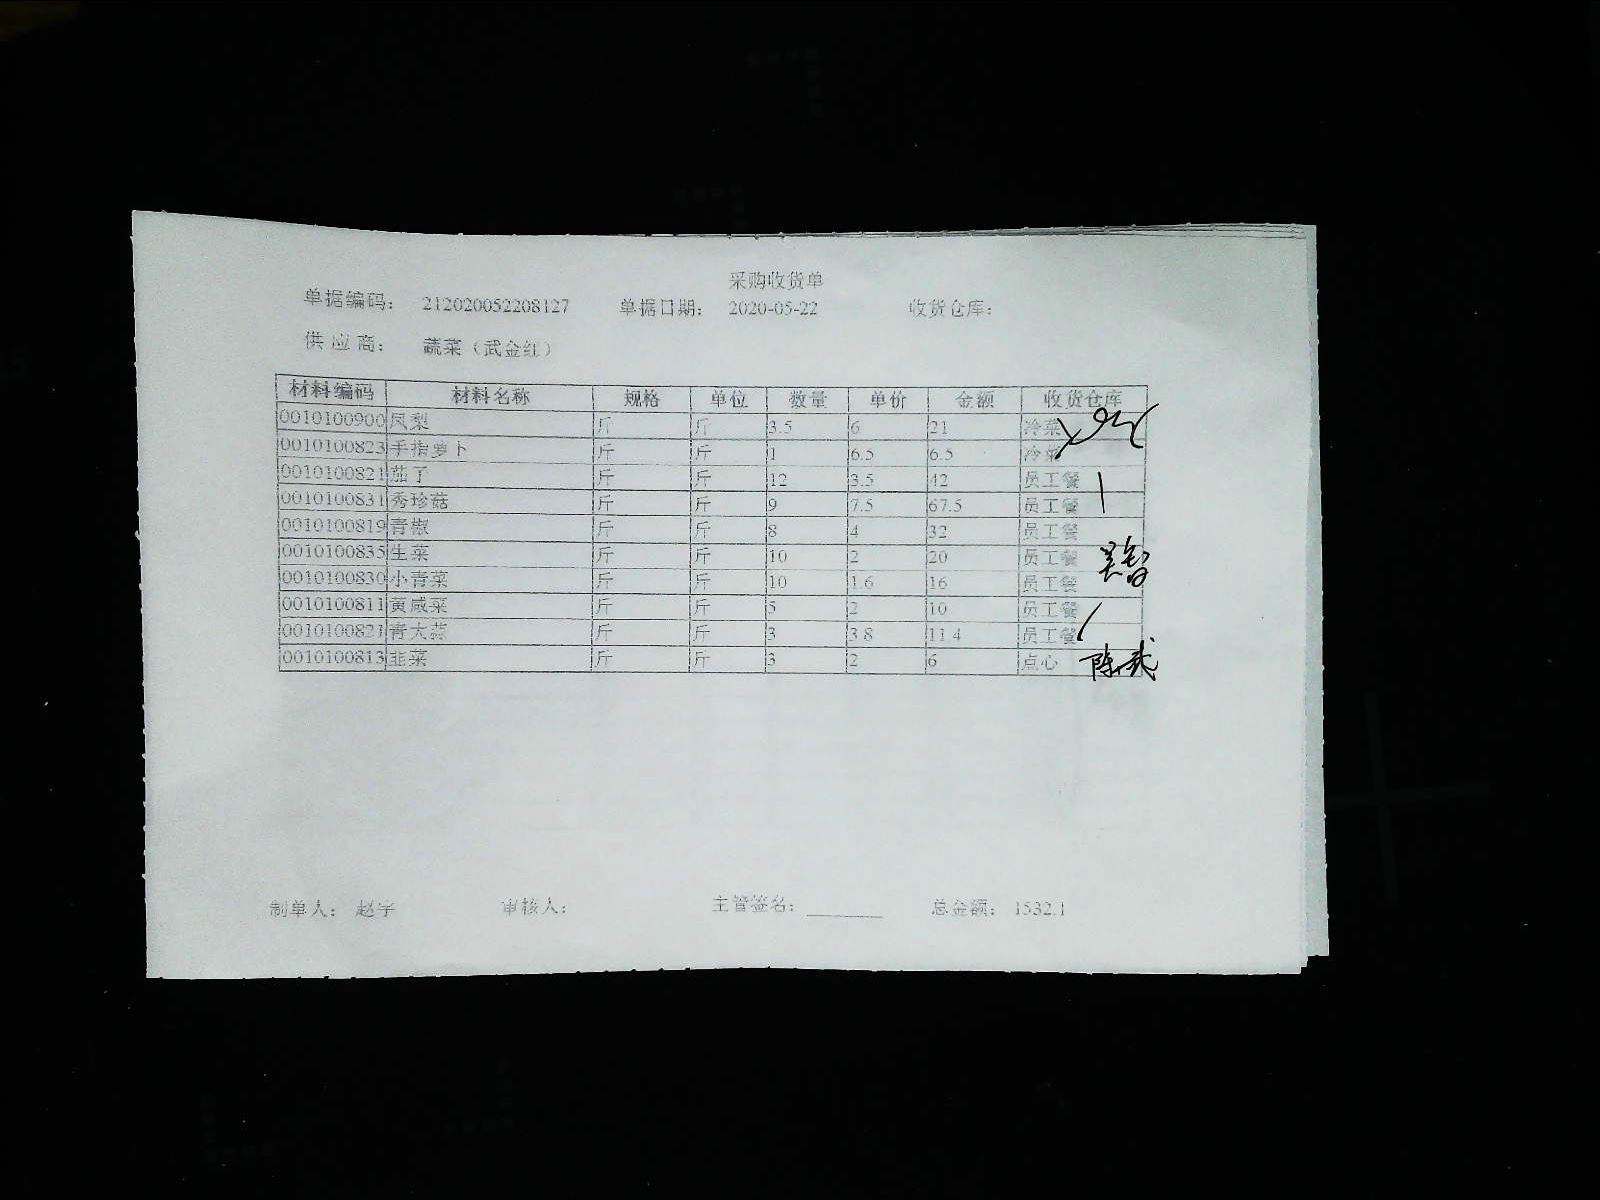 采购收货单
单据编码： 212020052208127 单据日期： 2020-05-22 收货仓库：
供 应 商： 蔬菜（武金红）
材料编码 材料名称 规格 单位 数量 单价 金额 收货仓库
0010100900 凤梨 斤 斤 3.5 6 21 冷菜
0010100823 手指萝卜 斤 斤 1 6.5 6.5 冷菜
0010100821 茄子 斤 斤 12 3.5 42 员工餐
0010100831 秀珍菇 斤 斤 9 7.5 67.5 员工餐
0010100819 青椒 斤 斤 8 4 32 员工餐
0010100835 生菜 斤 斤 10 2 20 员工餐
0010100830 小青菜 斤 斤 10 1.6 16 员工餐
0010100811 黄咸菜 斤 斤 5 2 10 员工餐
0010100821 青大蒜 斤 斤 3 3.8 11.4 员工餐
0010100813 韭菜 斤 斤 3 2 6 点心
制单人： 赵宇 审核人： 主管签名： 总金额： 1532.1